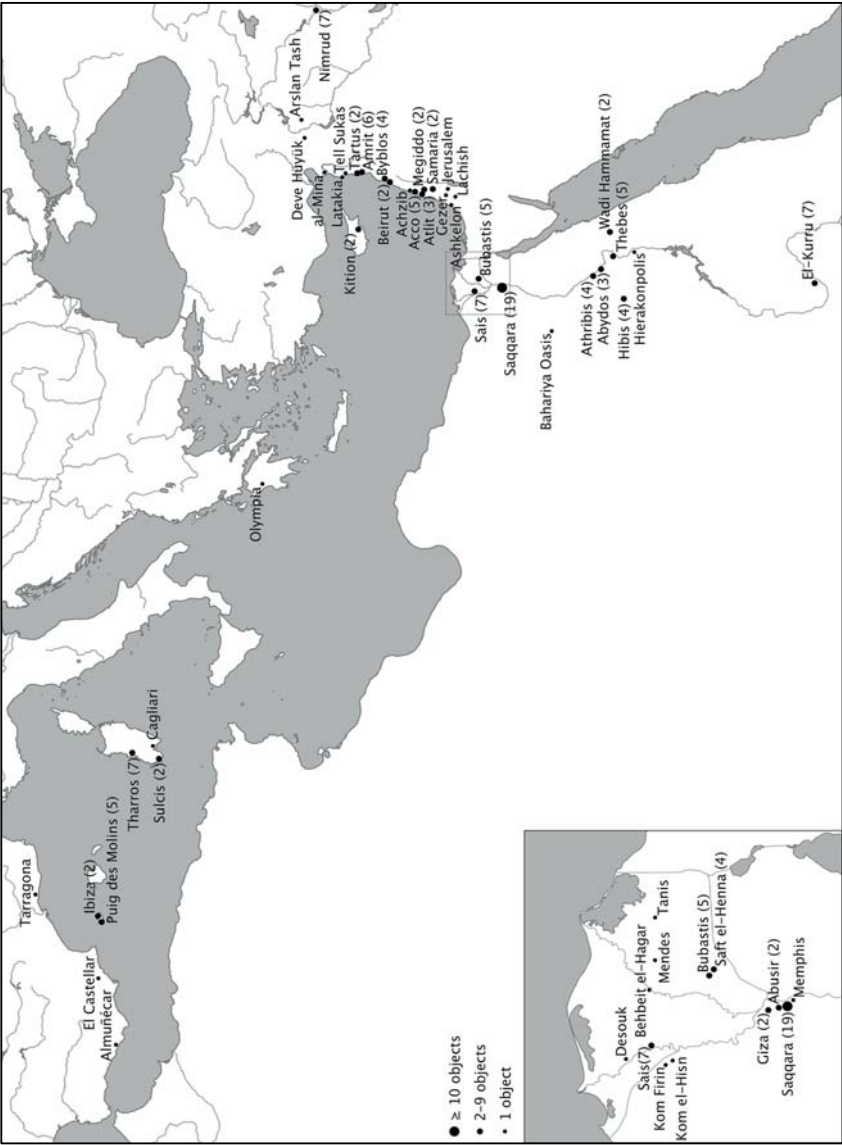 Tarragona
El Castellar
Almuñécar
Ibiza (2)
Puig des Molins (5)
Tharros (7)
Sulcis (2)
Cagliari
Olympia
Kition (2)
Deve Hüyük
Arslan Tash
Nimrud (7)
al-Mina
Latakia
Tell Sukas
Tartus (2)
Amrit (6)
Byblos (4)
Beirut (2)
Achzib
Acco (5)
Megiddo (2)
Atlit (3)
Samaria (2)
Gezer
Jerusalem
Ashkelon
Lachish
Sais (7)
Bubastis (5)
Saqqara (19)
Bahariya Oasis
Athribis (4)
Abydos (3)
Hibis (4)
Hierakonpolis
Wadi Hammamat (2)
Thebes (5)
El-Kurru (7)
≥ 10 objects
2–9 objects
1 object
Desouk
Behbeit el-Hagar
Sais(7)
Kom Firin
Kom el-Hisn
Mendes
Tanis
Bubastis (5)
Saft el-Henna (4)
Giza (2)
Abusir (2)
Saqqara (19)
Memphis